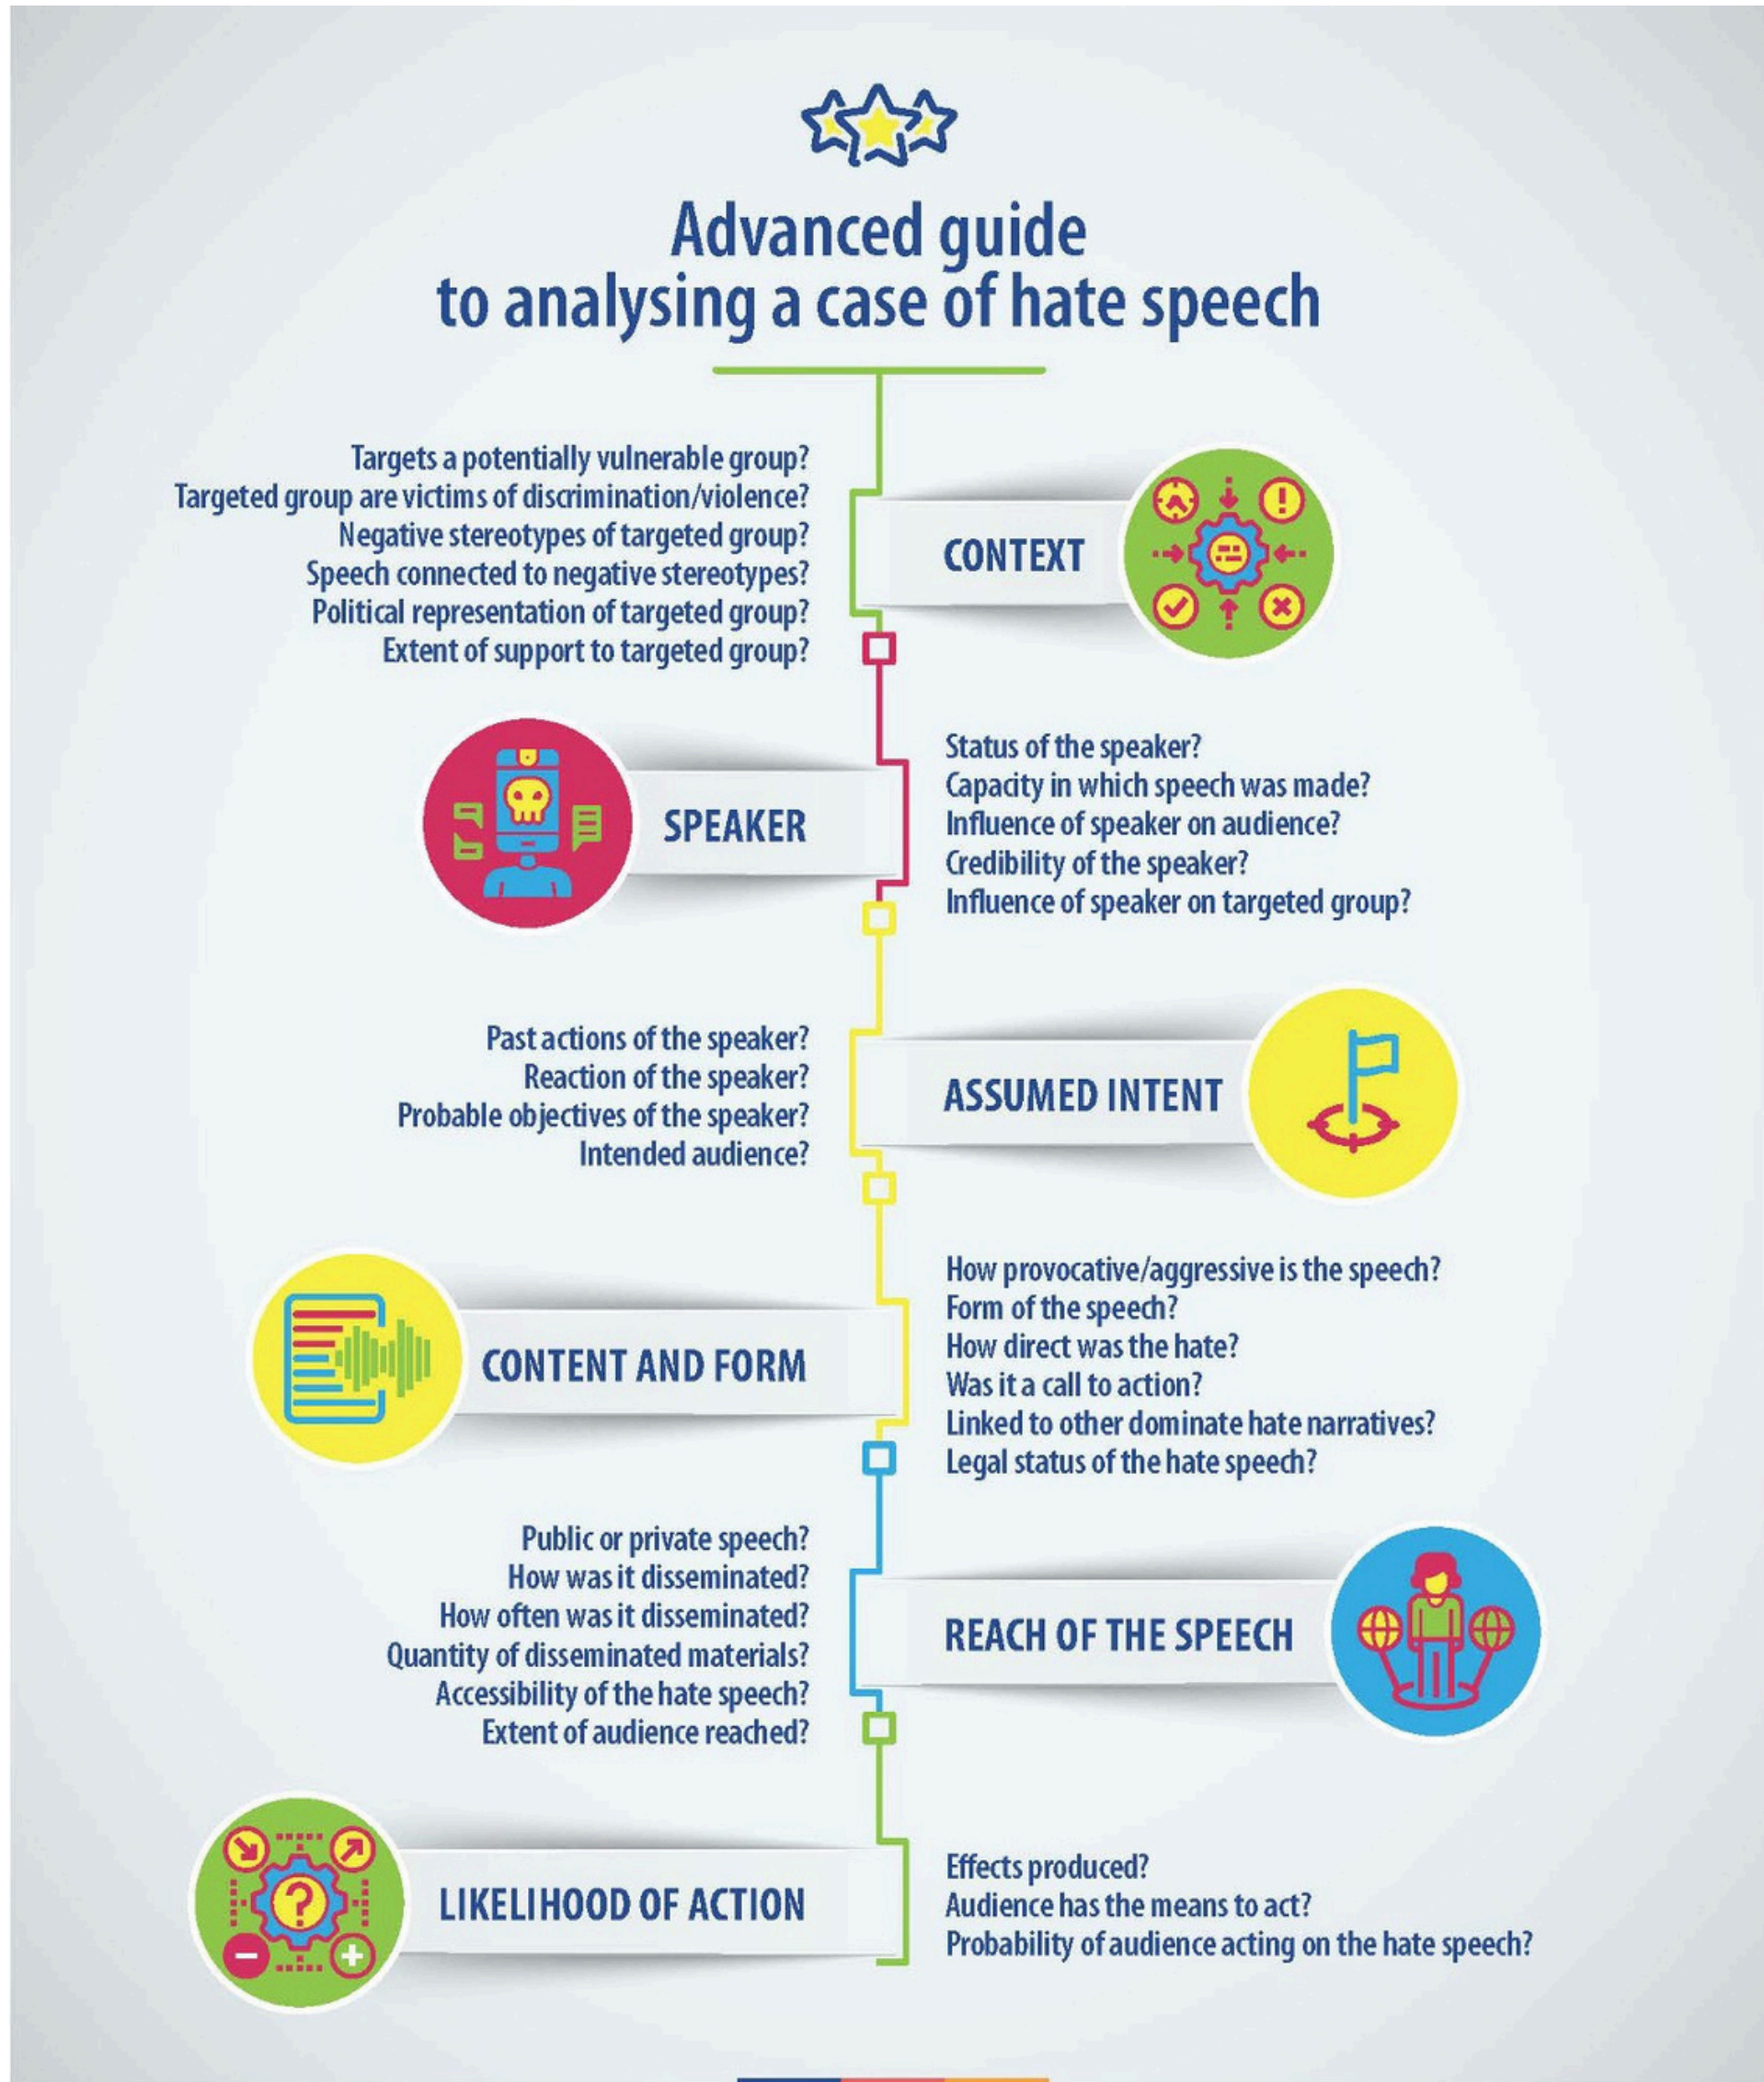 Advanced guide
to analysing a case of hate speech
Targets a potentially vulnerable group?
Targeted group are victims of discrimination/violence?
Negative stereotypes of targeted group?
Speech connected to negative stereotypes?
Political representation of targeted group?
Extent of support to targeted group?
CONTEXT
SPEAKER
Status of the speaker?
Capacity in which speech was made?
Influence of speaker on audience?
Credibility of the speaker?
Influence of speaker on targeted group?
Past actions of the speaker?
Reaction of the speaker?
Probable objectives of the speaker?
Intended audience?
ASSUMED INTENT
CONTENT AND FORM
How provocative/aggressive is the speech?
Form of the speech?
How direct was the hate?
Was it a call to action?
Linked to other dominate hate narratives?
Legal status of the hate speech?
Public or private speech?
How was it disseminated?
How often was it disseminated?
Quantity of disseminated materials?
Accessibility of the hate speech?
Extent of audience reached?
REACH OF THE SPEECH
LIKELIHOOD OF ACTION
Effects produced?
Audience has the means to act?
Probability of audience acting on the hate speech?